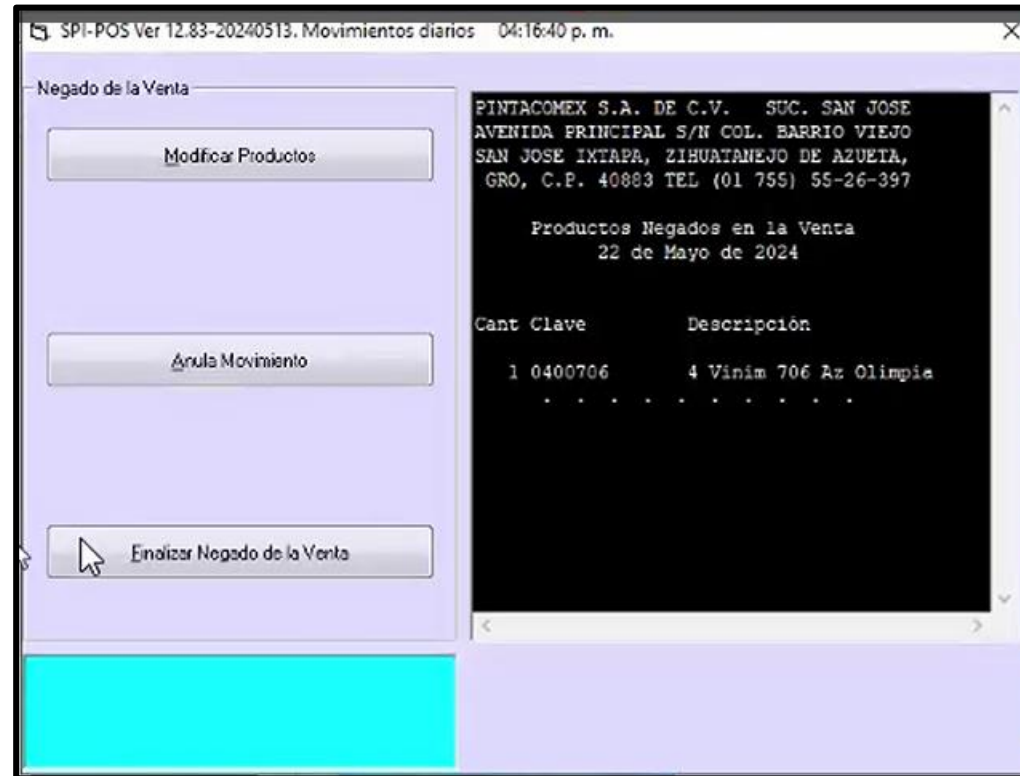 SPI-POS Ver 12.83-20240513. Movimientos diarios 04:16:40 p. m.
Negado de la Venta
Modificar Productos
Anula Movimiento
Finalizar Negado de la Venta
PINTACOMEX S.A. DE C.V. SUC. SAN JOSE
AVENIDA PRINCIPAL S/N COL. BARRIO VIEJO
SAN JOSE IXTAPA, ZIHUATANEJO DE AZUETA,
GRO, C.P. 40883 TEL (01 755) 55-26-397
Productos Negados en la Venta
22 de Mayo de 2024
Cant Clave Descripción
1 0400706 4 Vinim 706 Az Olimpia
. . . . . . . . . .